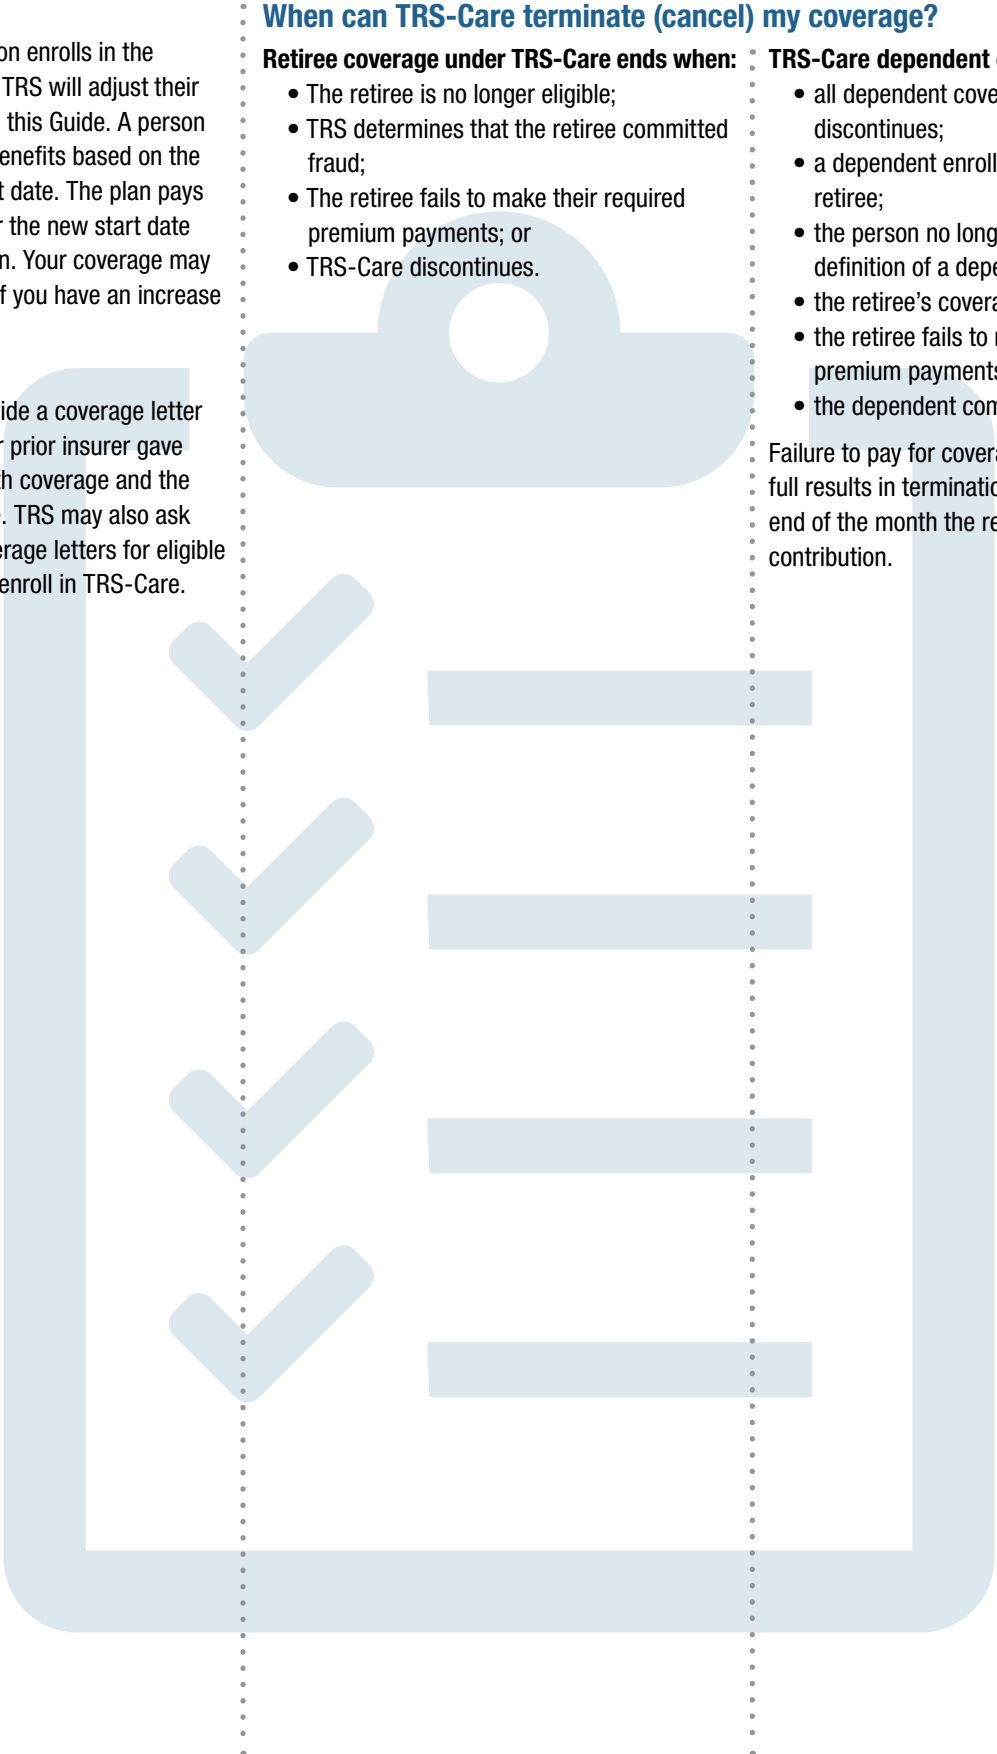 on enrolls in the
TRS will adjust their
this Guide. A person
enefits based on the
t date. The plan pays
r the new start date
n. Your coverage may
f you have an increase
ide a coverage letter
r prior insurer gave
th coverage and the
. TRS may also ask
erage letters for eligible
enroll in TRS-Care.
When can TRS-Care terminate (cancel) my coverage?
Retiree coverage under TRS-Care ends when:
• The retiree is no longer eligible;
• TRS determines that the retiree committed
fraud;
• The retiree fails to make their required
premium payments; or
• TRS-Care discontinues.
TRS-Care dependent
• all dependent cove
discontinues;
• a dependent enroll
retiree;
• the person no long
definition of a depe
• the retiree's covera
• the retiree fails to
premium payments
• the dependent com
Failure to pay for covera
full results in terminatio
end of the month the re
contribution.